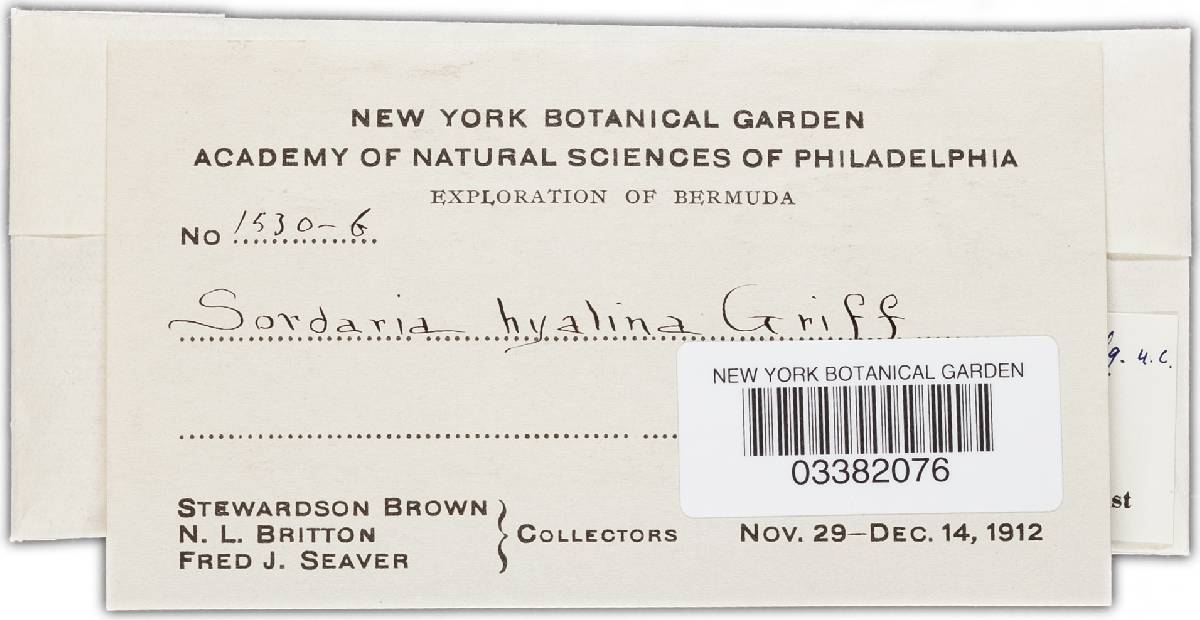 NEW YORK BOTANICAL GARDEN
ACADEMY OF NATURAL SCIENCES OF PHILADELPHIA
EXPLORATION OF BERMUDA
No 1530-6
Sordaria hyalina Griff
NEW YORK BOTANICAL GARDEN
03382076
STEWARDSON BROWN
N. L. BRITTON
FRED J. SEAVER
COLLECTORS
NOV. 29–DEC. 14, 1912
g. u.c.
st